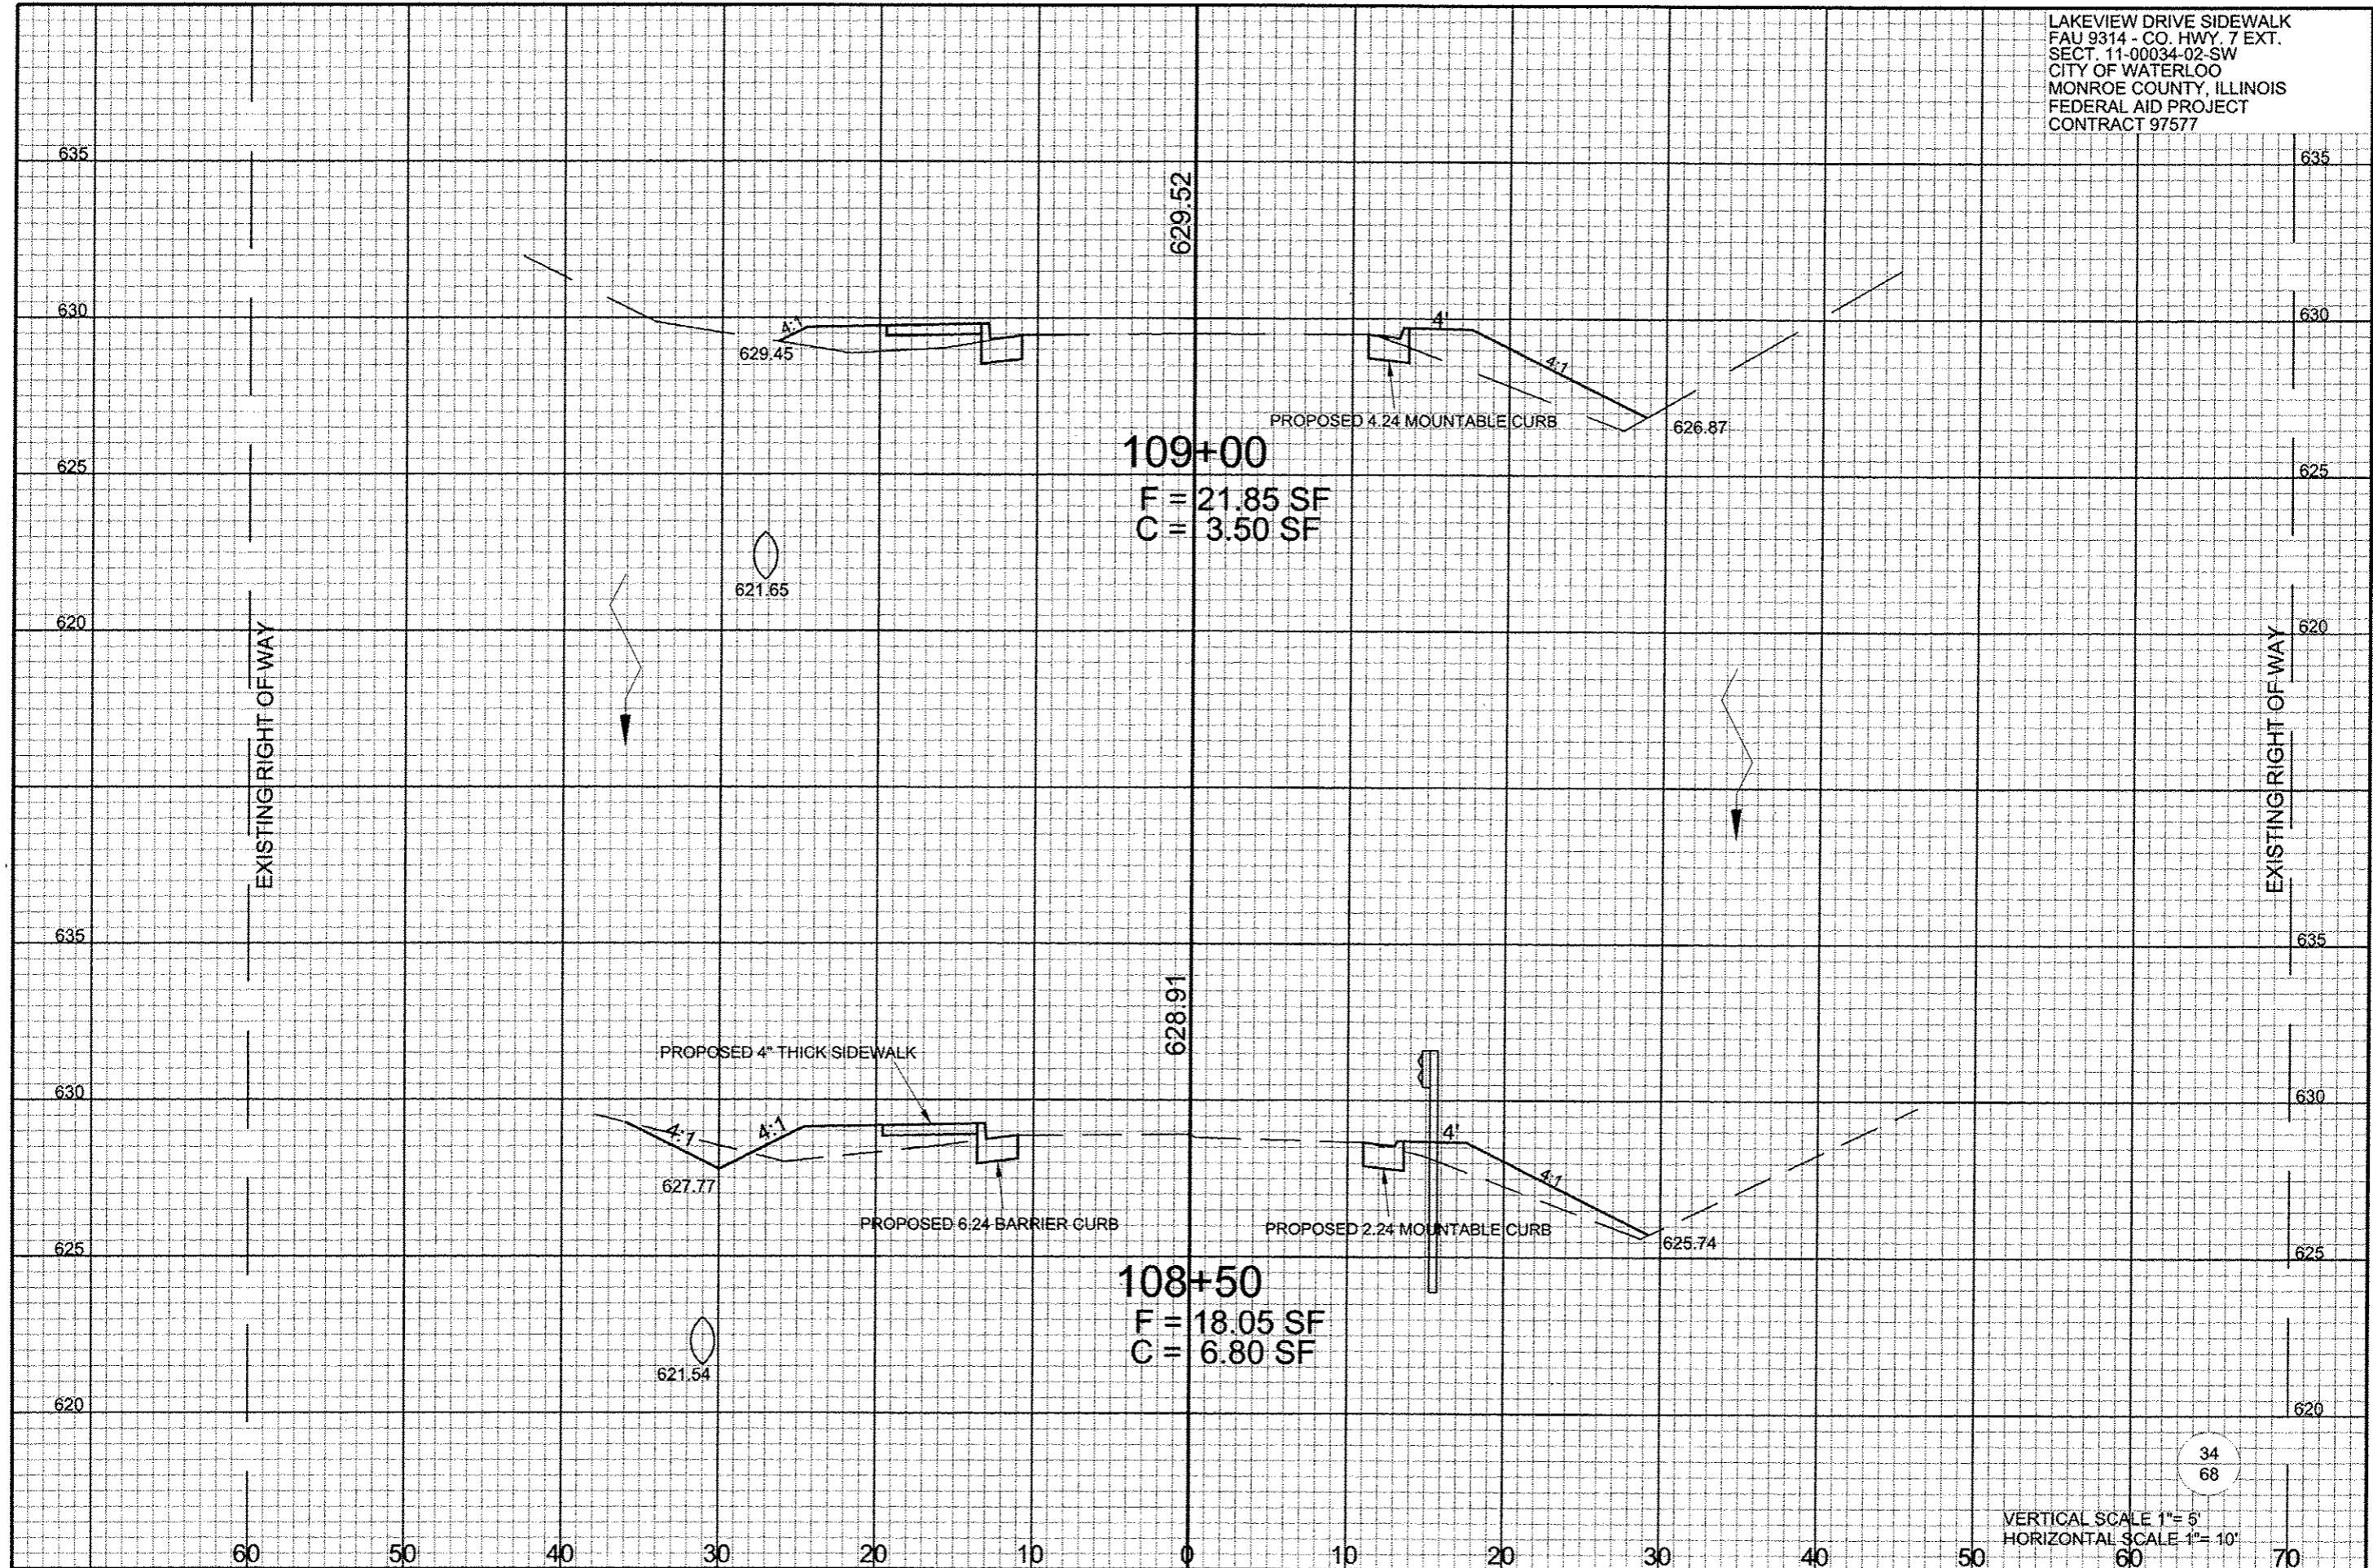 LAKEVIEW DRIVE SIDEWALK
FAU 9314 - CO. HWY. 7 EXT.
SECT. 11-00034-02-SW
CITY OF WATERLOO
MONROE COUNTY, ILLINOIS
FEDERAL AID PROJECT
CONTRACT 97577
635
635
629.52
630
630
4:1
629.45
4'
4:1
PROPOSED 4.24 MOUNTABLE CURB
626.87
109+00
625
625
F = 21.85 SF
C = 3.50 SF
621.65
620
620
EXISTING RIGHT OF WAY
EXISTING RIGHT OF WAY
635
635
628.91
PROPOSED 4" THICK SIDEWALK
630
630
4:1
4:1
4'
4:1
627.77
PROPOSED 6.24 BARRIER CURB
PROPOSED 2.24 MOUNTABLE CURB
625.74
625
625
108+50
F = 18.05 SF
C = 6.80 SF
621.54
620
620
34
68
VERTICAL SCALE 1"= 5'
HORIZONTAL SCALE 1"= 10'
60 50 40 30 20 10 0 10 20 30 40 50 60 70